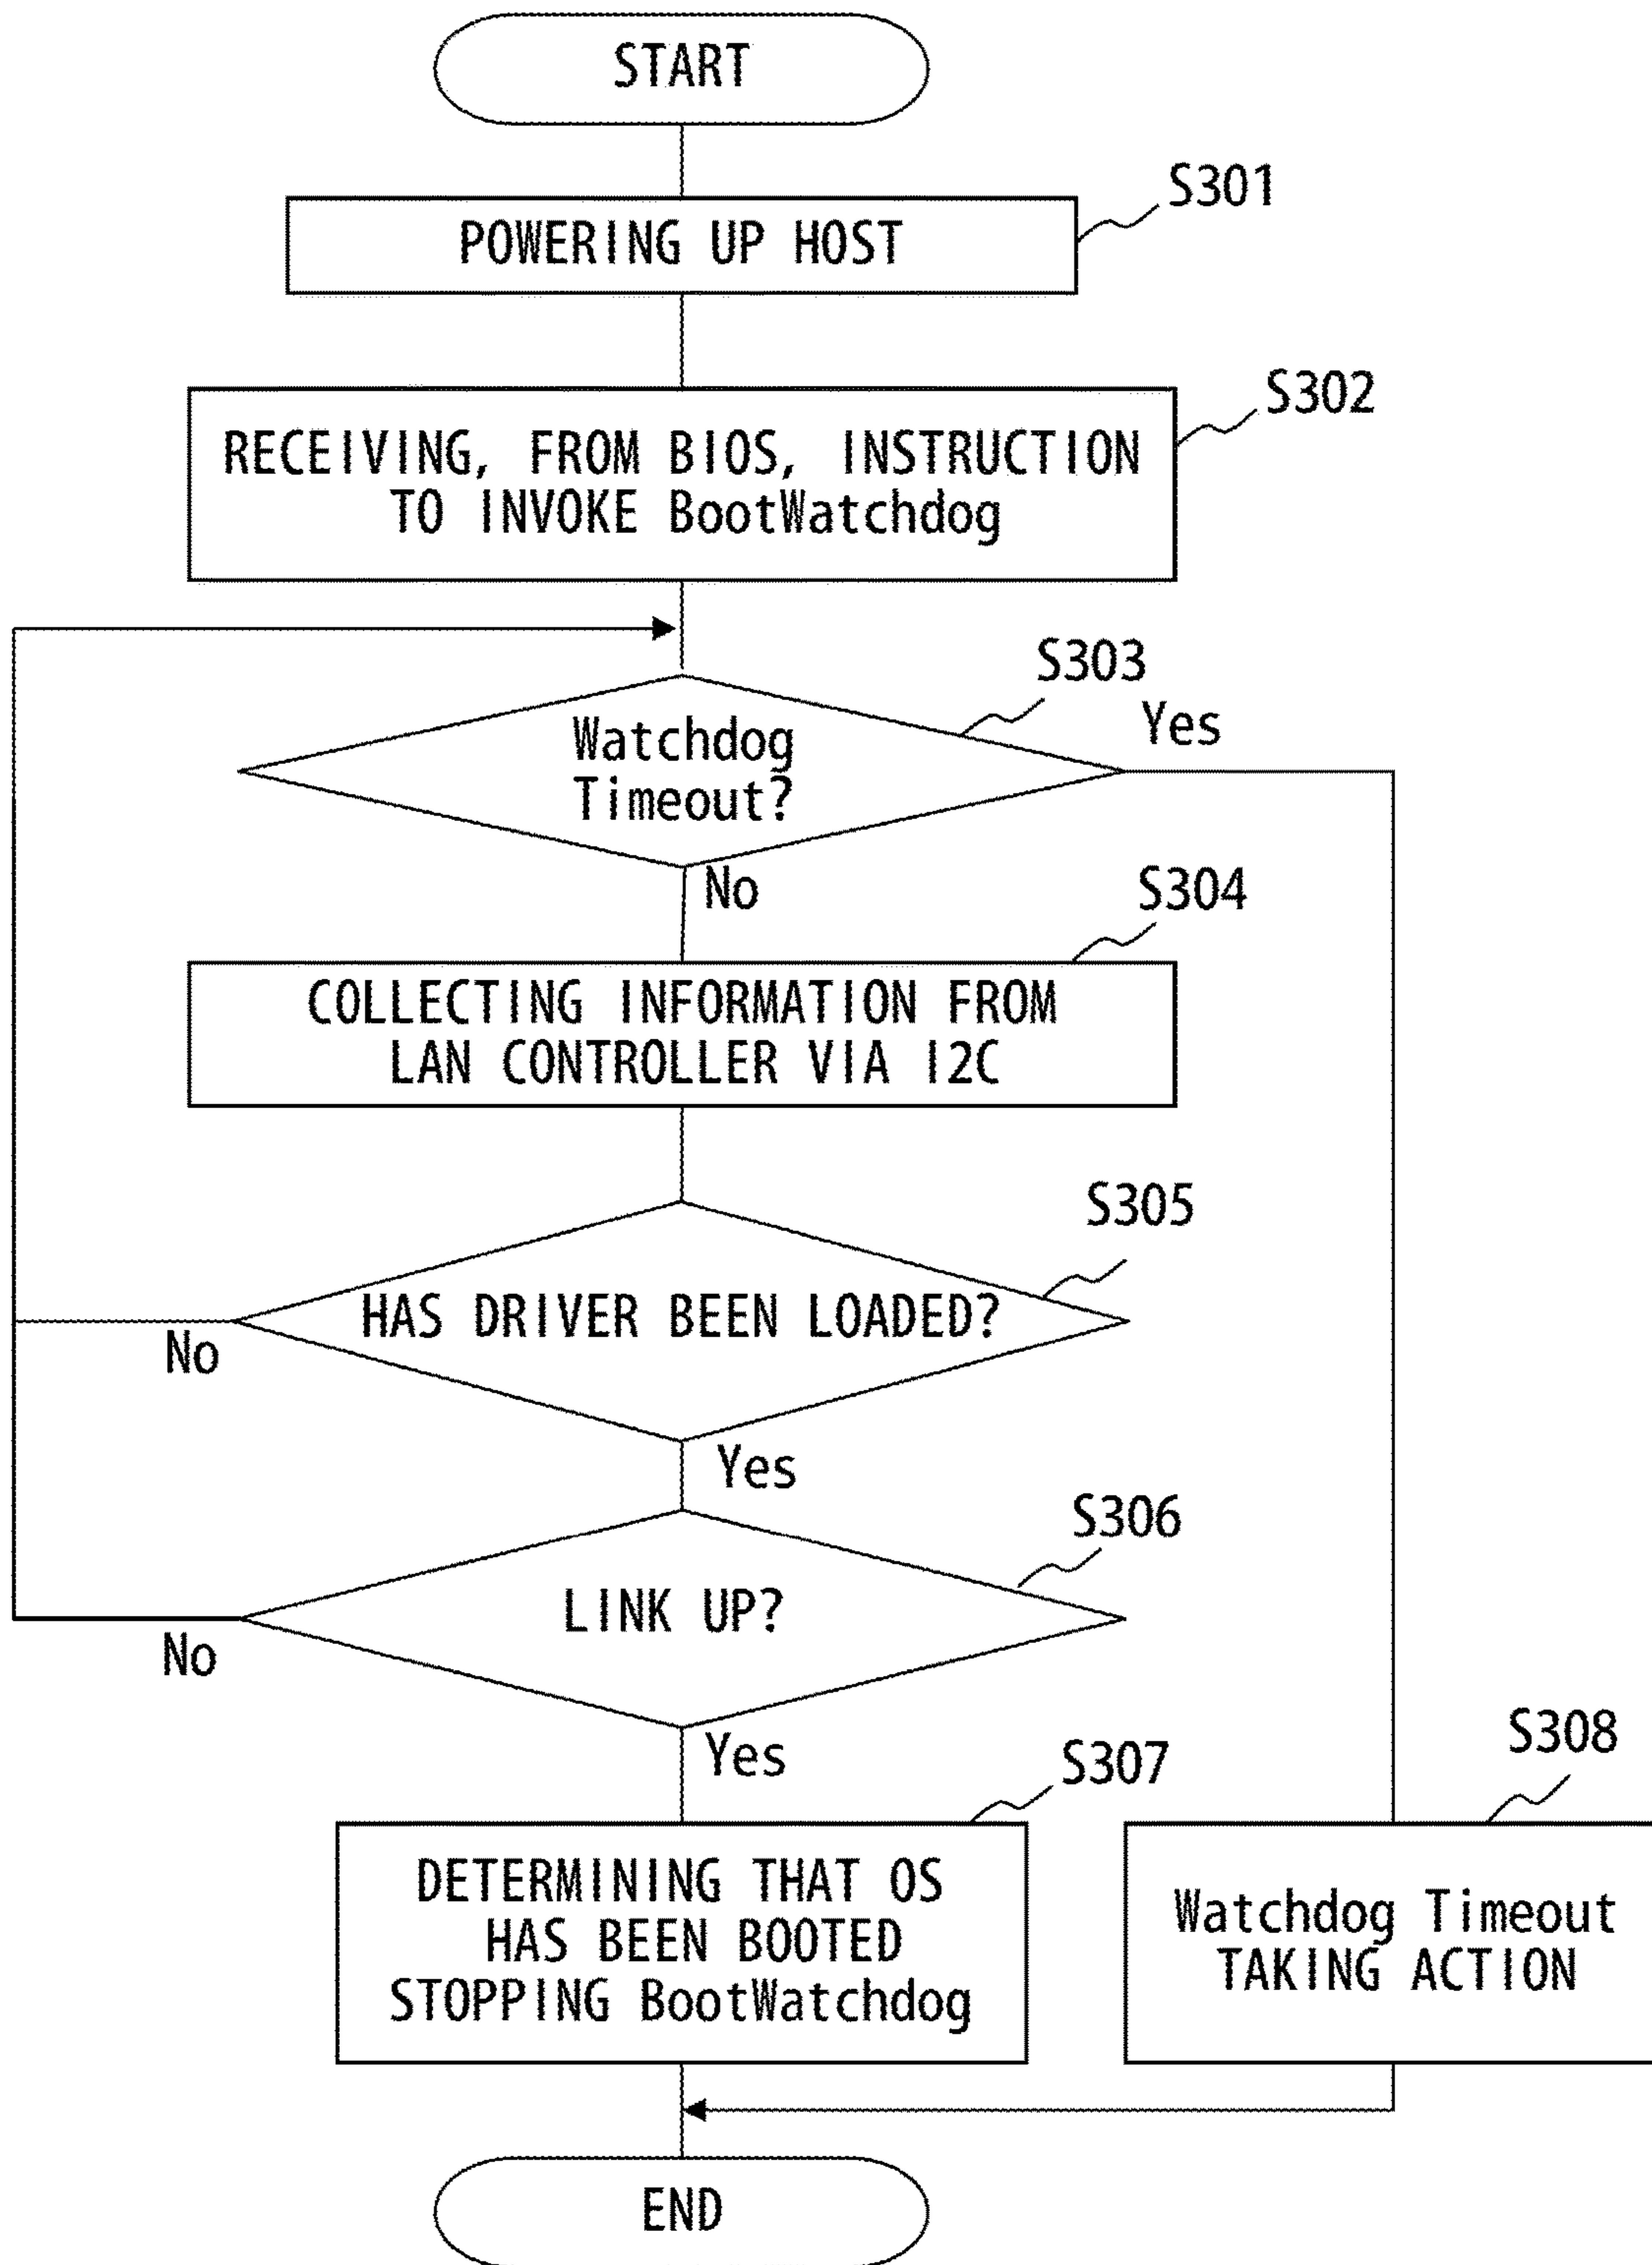 START
S301
POWERING UP HOST
S302
RECEIVING, FROM BIOS, INSTRUCTION
TO INVOKE BootWatchdog
S303
Yes
Watchdog
Timeout?
No
S304
COLLECTING INFORMATION FROM
LAN CONTROLLER VIA I2C
S305
HAS DRIVER BEEN LOADED?
No
Yes
S306
LINK UP?
No
Yes
S307
DETERMINING THAT OS
HAS BEEN BOOTED
STOPPING BootWatchdog
S308
Watchdog Timeout
TAKING ACTION
END